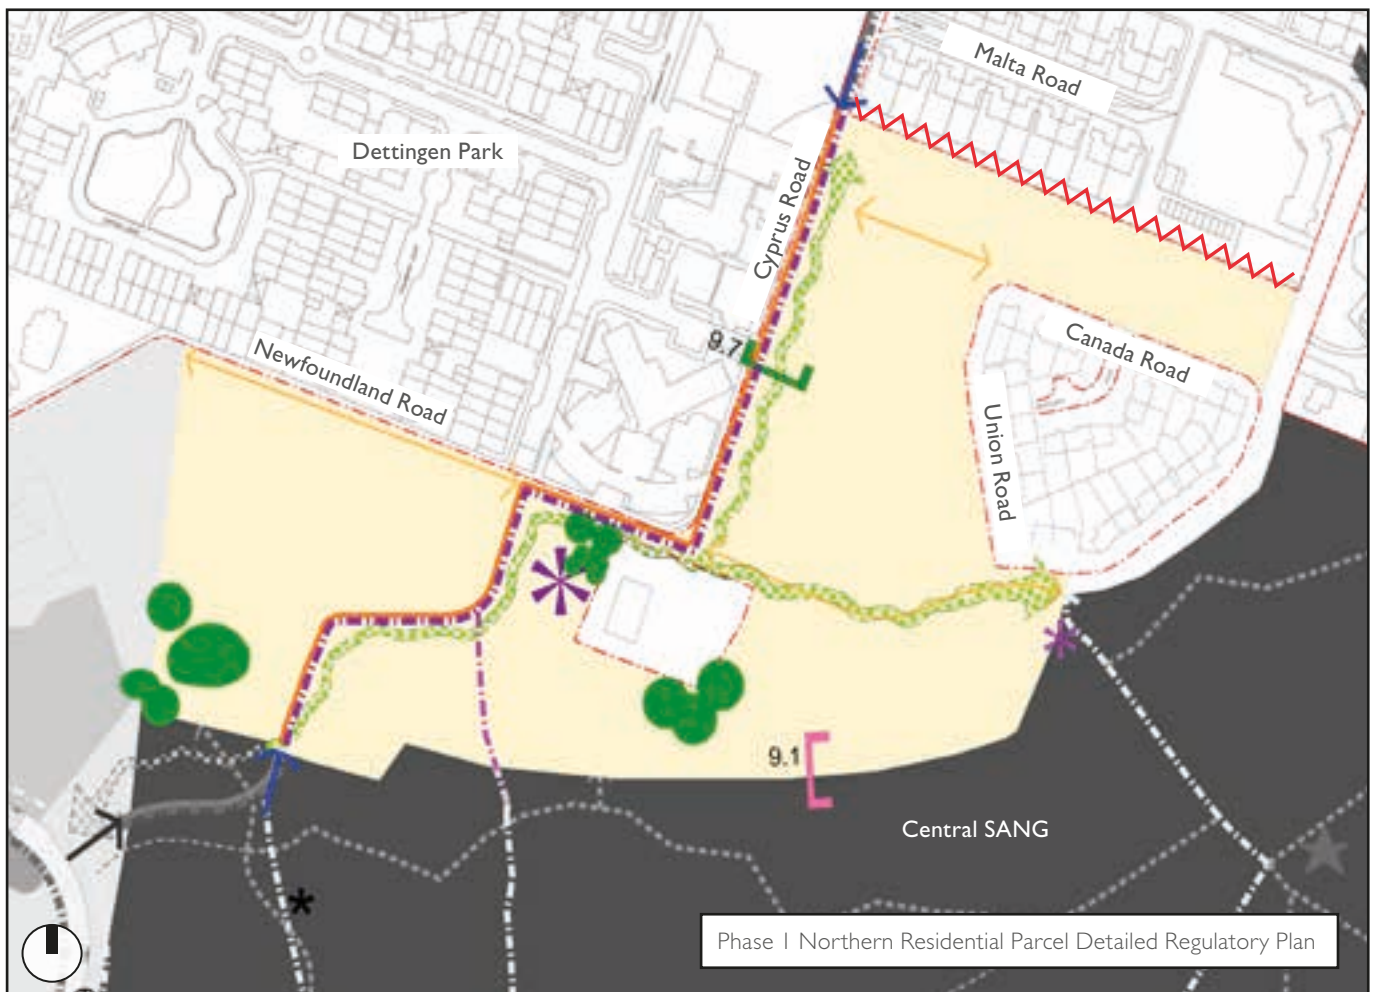 Malta Road
Dettingen Park
Cyprus Road
9.7
Newfoundland Road
Canada Road
Union Road
9.1
Central SANG
Phase 1 Northern Residential Parcel Detailed Regulatory Plan